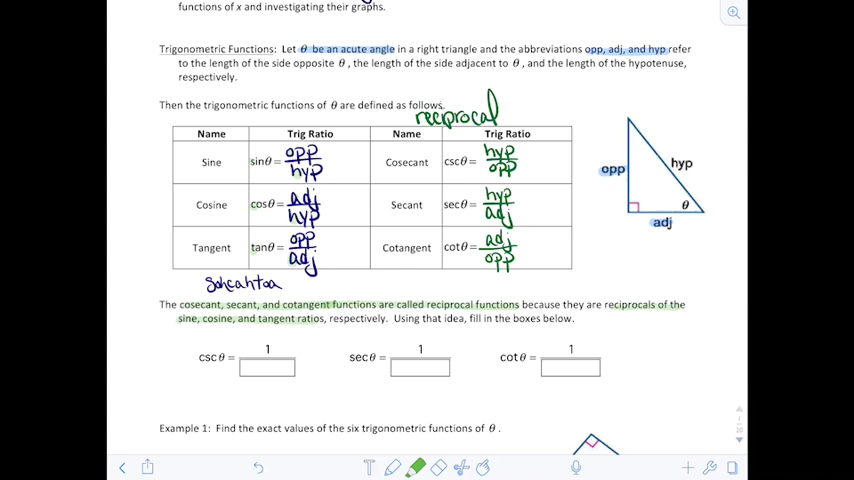 functions of x and investigating their graphs.
Trigonometric Functions: Let θ be an acute angle in a right triangle and the abbreviations opp, adj, and hyp refer
to the length of the side opposite θ, the length of the side adjacent to θ, and the length of the hypotenuse,
respectively.
Then the trigonometric functions of θ are defined as follows.
reciprocal
Name Trig Ratio Name Trig Ratio
Sine sinθ = opp/hyp Cosecant cscθ = hyp/opp
Cosine cosθ = adj/hyp Secant secθ = hyp/adj
Tangent tanθ = opp/adj Cotangent cotθ = adj/opp
opp hyp
θ
adj
sohcahtoa
The cosecant, secant, and cotangent functions are called reciprocal functions because they are reciprocals of the
sine, cosine, and tangent ratios, respectively. Using that idea, fill in the boxes below.
cscθ = 1/ secθ = 1/ cotθ = 1/
Example 1: Find the exact values of the six trigonometric functions of θ.